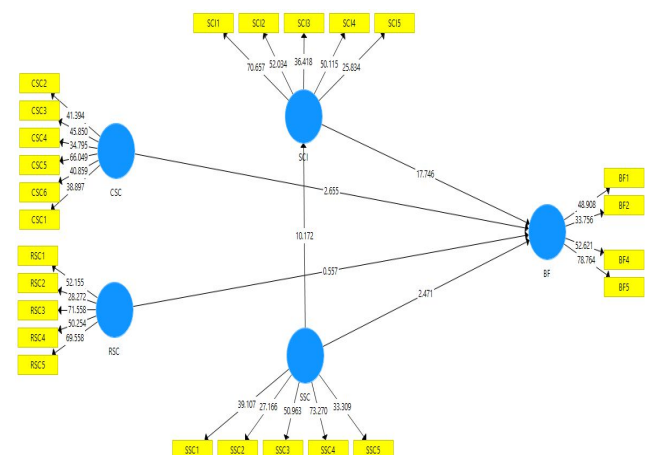 SCI1 SCI2 SCI3 SCI4 SCI5
70.657 52.034 36.418 50.115 25.834
SCI
CSC2
CSC3
CSC4
CSC5
CSC6
CSC1
41.394
45.850
34.795
66.049
40.859
38.897
CSC
17.746
2.655
10.172
0.557
2.471
BF1
BF2
BF4
BF5
48.908
33.756
52.621
78.764
BF
RSC1
RSC2
RSC3
RSC4
RSC5
52.155
28.272
71.558
50.254
69.558
RSC
SSC
39.107 27.166 50.963 73.270 33.309
SSC1 SSC2 SSC3 SSC4 SSC5